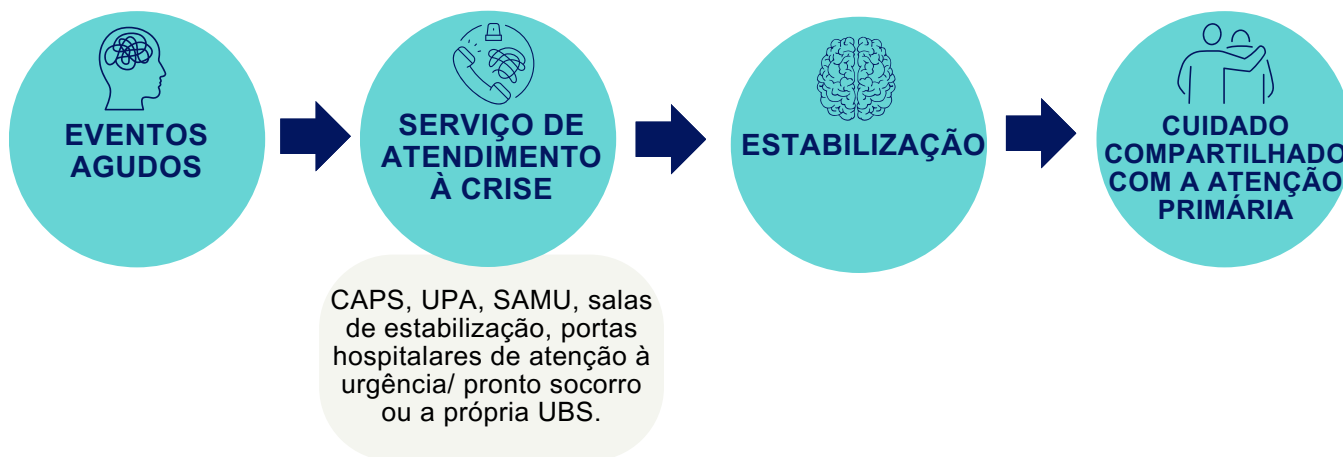 EVENTOS
AGUDOS
SERVIÇO DE
ATENDIMENTO
À CRISE
CAPS, UPA, SAMU, salas
de estabilização, portas
hospitalares de atenção à
urgência/ pronto socorro
ou a própria UBS.
ESTABILIZAÇÃO
CUIDADO
COMPARTILHADO
COM A ATENÇÃO
PRIMÁRIA